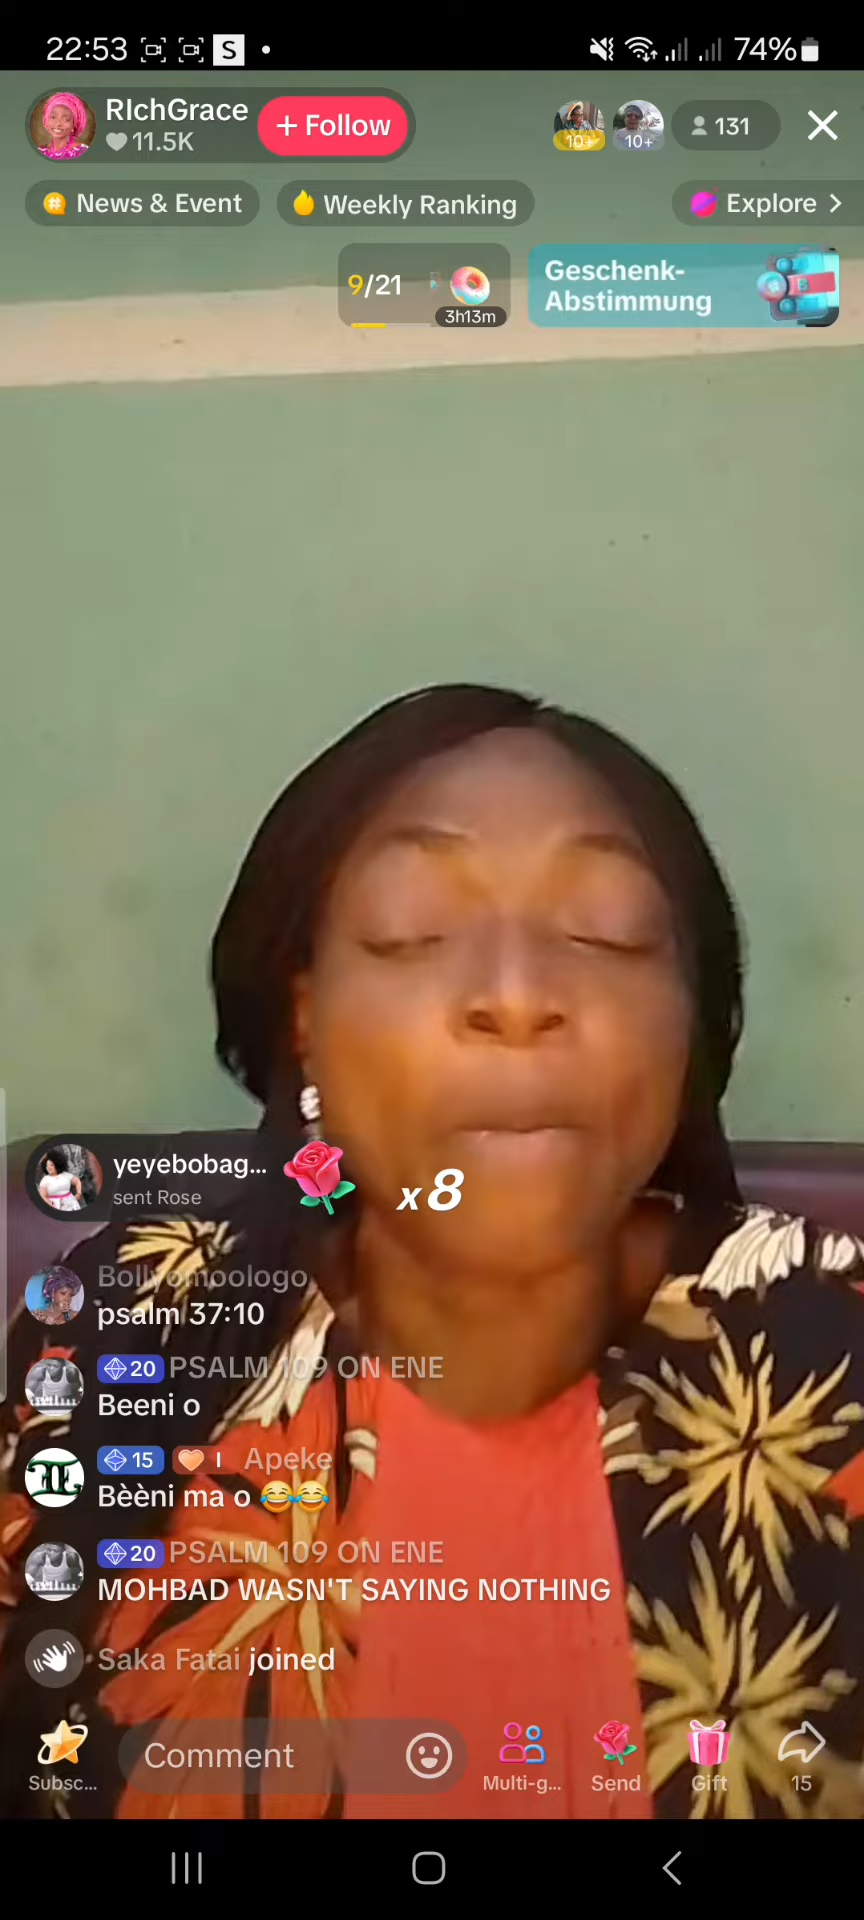 22:53 S 74%
RIchGrace
11.5K
+ Follow
10+
10+
131
News & Event
Weekly Ranking
Explore >
9/21
3h13m
Geschenk-
Abstimmung
yeyebobag...
sent Rose
x8
Bollyomoologo
psalm 37:10
20 PSALM 109 ON ENE
Beeni o
15 I Apeke
Bèèni ma o 😂😂
20 PSALM 109 ON ENE
MOHBAD WASN'T SAYING NOTHING
Saka Fatai joined
Comment
Subsc...
Multi-g...
Send
Gift
15